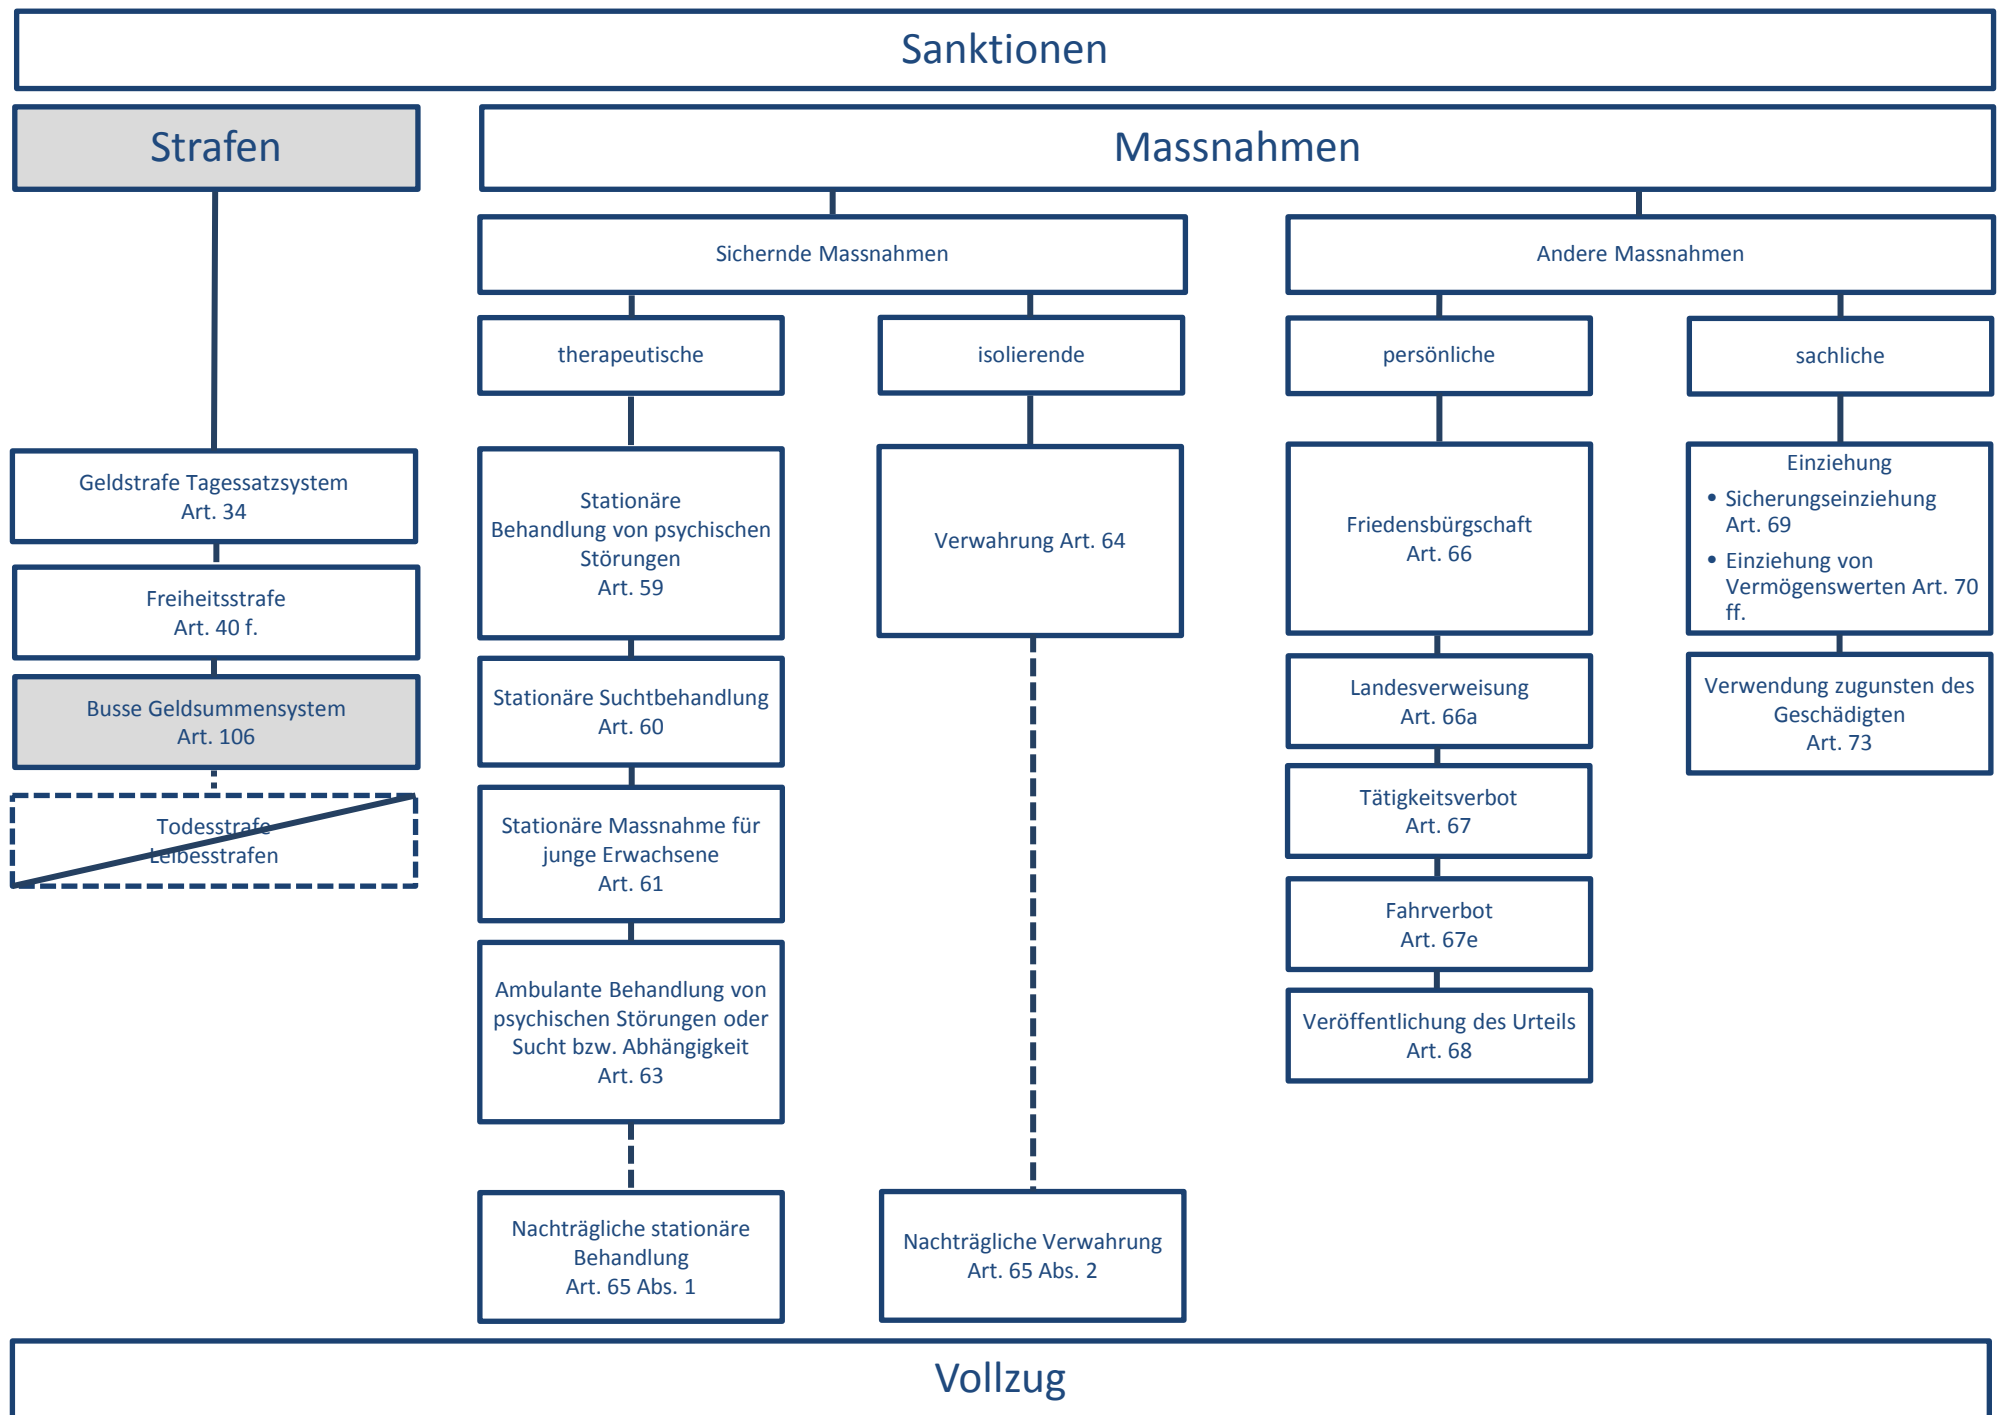 Sanktionen
Strafen
Massnahmen
Sichernde Massnahmen
Andere Massnahmen
therapeutische
isolierende
persönliche
sachliche
Geldstrafe Tagessatzsystem
Art. 34
Freiheitsstrafe
Art. 40 f.
Busse Geldsummensystem
Art. 106
Todesstrafe
Leibesstrafen
Stationäre
Behandlung von psychischen
Störungen
Art. 59
Stationäre Suchtbehandlung
Art. 60
Stationäre Massnahme für
junge Erwachsene
Art. 61
Ambulante Behandlung von
psychischen Störungen oder
Sucht bzw. Abhängigkeit
Art. 63
Nachträgliche stationäre
Behandlung
Art. 65 Abs. 1
Verwahrung Art. 64
Nachträgliche Verwahrung
Art. 65 Abs. 2
Friedensbürgschaft
Art. 66
Landesverweisung
Art. 66a
Tätigkeitsverbot
Art. 67
Fahrverbot
Art. 67e
Veröffentlichung des Urteils
Art. 68
Einziehung
• Sicherungseinziehung
Art. 69
• Einziehung von
Vermögenswerten Art. 70
ff.
Verwendung zugunsten des
Geschädigten
Art. 73
Vollzug